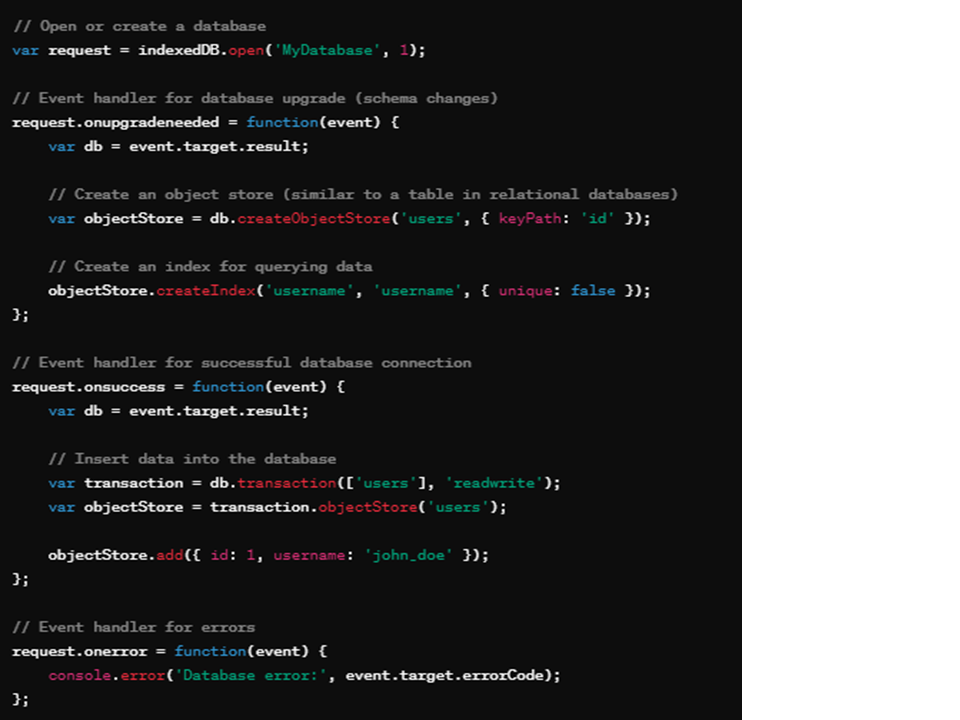 // Open or create a database
var request = indexedDB.open('MyDatabase', 1);
// Event handler for database upgrade (schema changes)
request.onupgradeneeded = function(event) {
var db = event.target.result;
// Create an object store (similar to a table in relational databases)
var objectStore = db.createObjectStore('users', { keyPath: 'id' });
// Create an index for querying data
objectStore.createIndex('username', 'username', { unique: false });
};
// Event handler for successful database connection
request.onsuccess = function(event) {
var db = event.target.result;
// Insert data into the database
var transaction = db.transaction(['users'], 'readwrite');
var objectStore = transaction.objectStore('users');
objectStore.add({ id: 1, username: 'john_doe' });
};
// Event handler for errors
request.onerror = function(event) {
console.error('Database error:', event.target.errorCode);
};